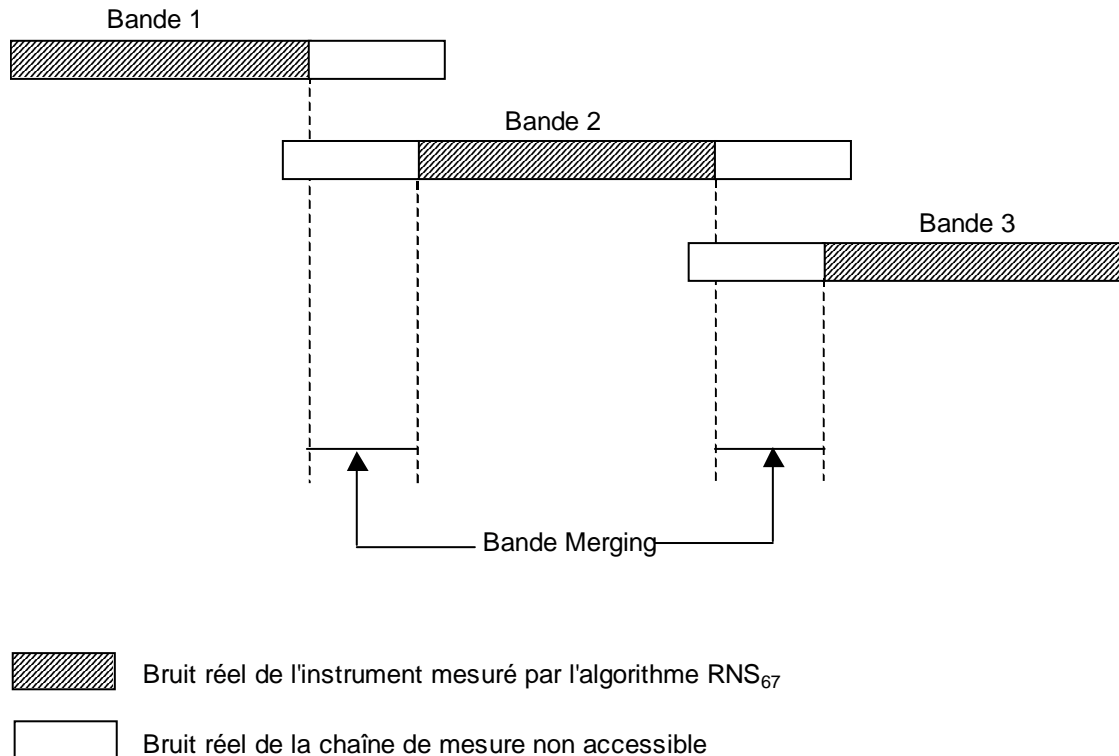 Bande 1
Bande 2
Bande 3
Bande Merging
Bruit réel de l'instrument mesuré par l'algorithme RNS67
Bruit réel de la chaîne de mesure non accessible